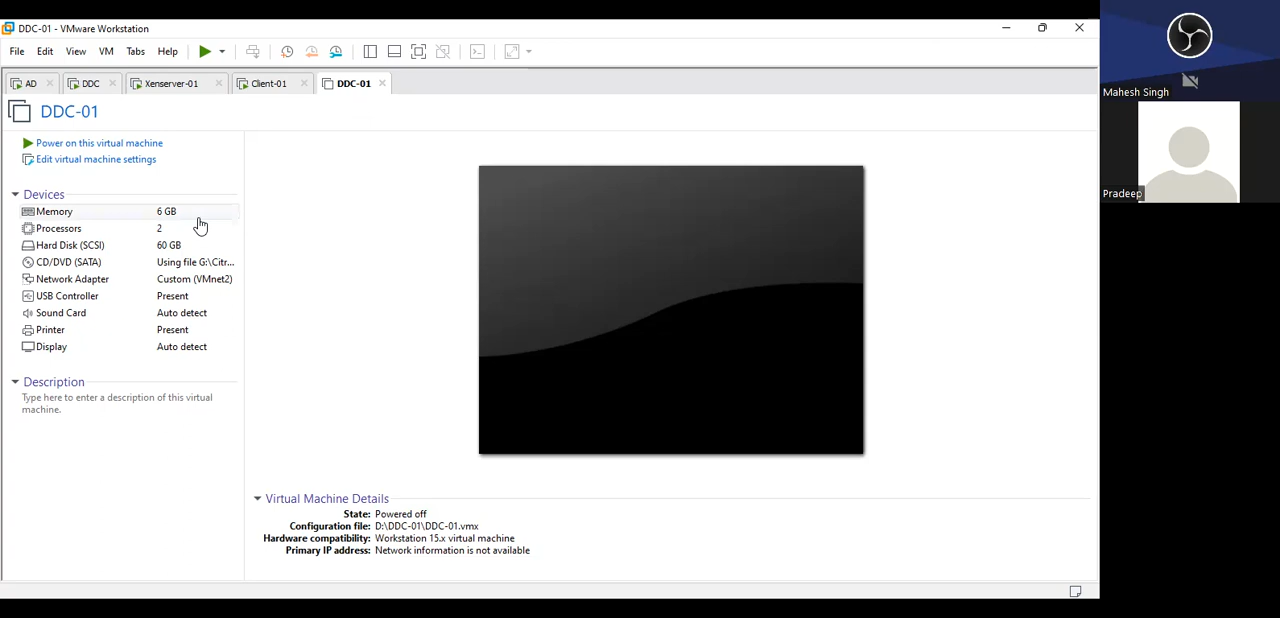 DDC-01 - VMware Workstation
File Edit View VM Tabs Help
AD DDC Xenserver-01 Client-01 DDC-01
DDC-01
Power on this virtual machine
Edit virtual machine settings
Devices
Memory 6 GB
Processors 2
Hard Disk (SCSI) 60 GB
CD/DVD (SATA) Using file G:\Citr...
Network Adapter Custom (VMnet2)
USB Controller Present
Sound Card Auto detect
Printer Present
Display Auto detect
Description
Type here to enter a description of this virtual
machine.
Virtual Machine Details
State: Powered off
Configuration file: D:\DDC-01\DDC-01.vmx
Hardware compatibility: Workstation 15.x virtual machine
Primary IP address: Network information is not available
Mahesh Singh
Pradeep